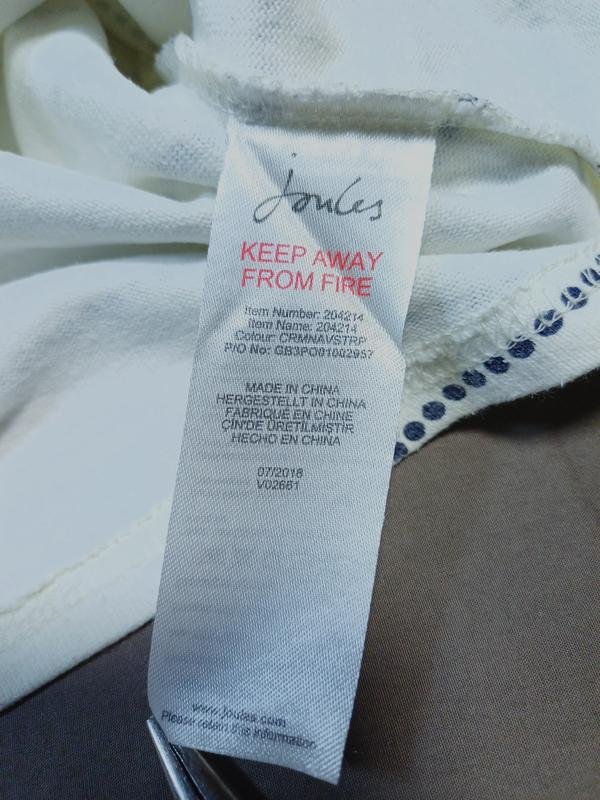 Joules
KEEP AWAY
FROM FIRE
Item Number: 204214
Item Name: 204214
Colour: CRMNAVSTRP
P/O No: GB3PO01002957
MADE IN CHINA
HERGESTELLT IN CHINA
FABRIQUÉ EN CHINE
ÇİN'DE ÜRETİLMİŞTİR
HECHO EN CHINA
07/2018
V02661
www.joules.com
Please retain this information